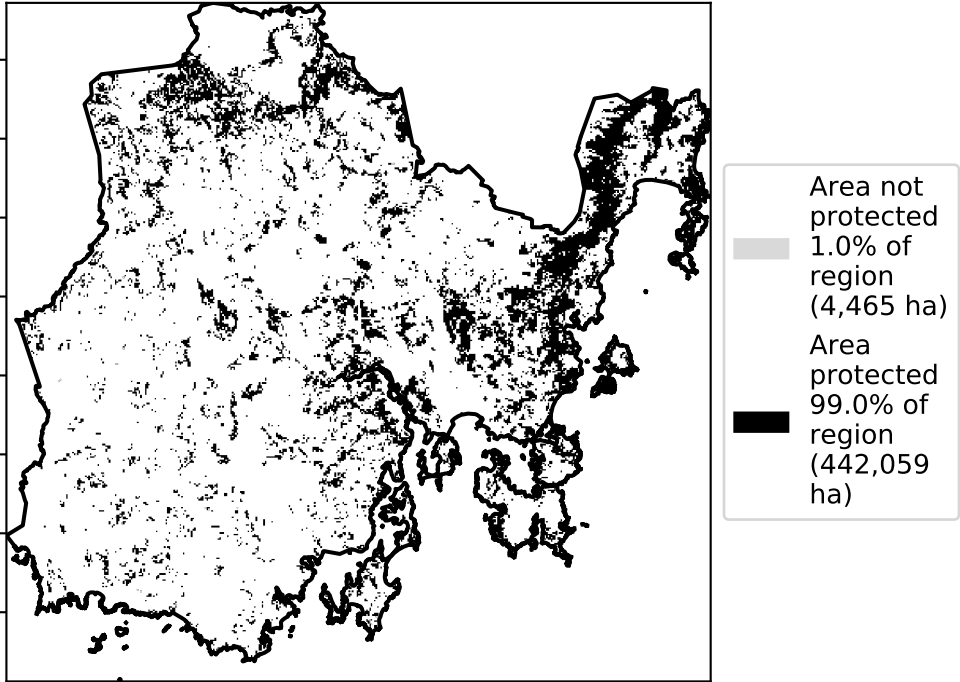 Area not
protected
1.0% of
region
(4,465 ha)
Area
protected
99.0% of
region
(442,059
ha)